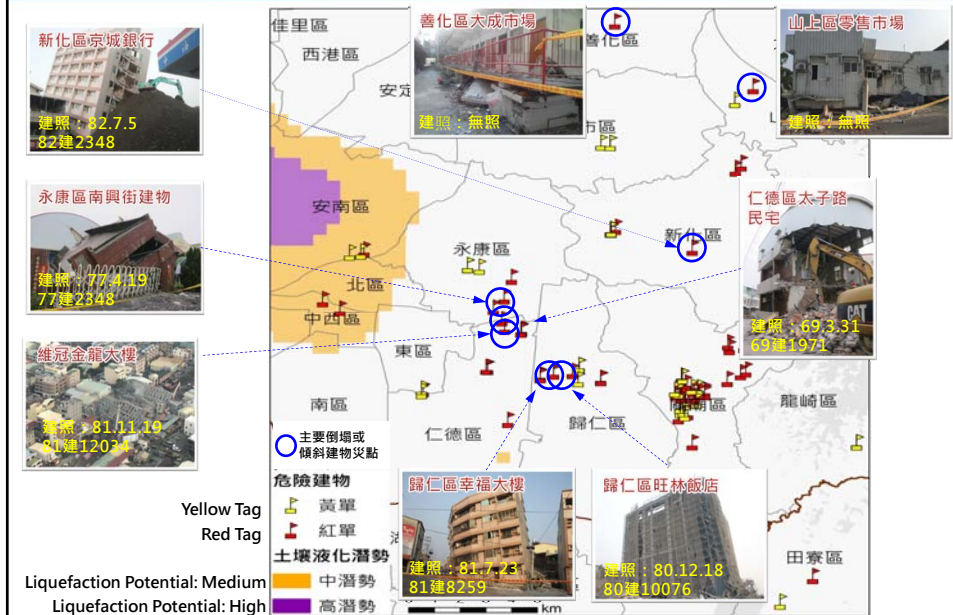 新化區京城銀行
建照：82.7.5
82建2348
善化區大成市場
建照：無照
山上區零售市場
建照：無照
永康區南興街建物
77.4.19
77建2348
仁德區太子路
民宅
建照：69.3.31
69建1971
維冠金龍大樓
建照：81.11.19
81建12034
歸仁區幸福大樓
建照：81.7.23
81建8259
歸仁區旺林飯店
建照：80.12.18
80建10076
佳里區
西港區
善化區
安定
市區
安南區
永康區
新化區
北區
中西區
東區
南區
仁德區
歸仁區
龍崎區
田寮區
主要倒塌或
傾斜建物災點
危險建物
黃單
紅單
土壤液化潛勢
中潛勢
高潛勢
Yellow Tag
Red Tag
Liquefaction Potential: Medium
Liquefaction Potential: High
km
CAT